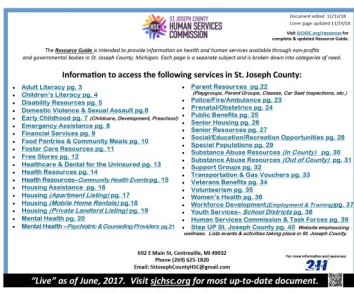 ST. JOSEPH COUNTY
HUMAN SERVICES
COMMISSION
Document edited 12/13/18
Cover page updated 11/19/18
Visit SJCHSC.org/resources for
complete & updated Resource Guide.
The Resource Guide is intended to provide information on health and human services available through non-profits
and governmental bodies in St. Joseph County, Michigan. Each page is a separate subject and is broken down into categories of need.
Information to access the following services in St. Joseph County:
Adult Literacy pg. 3
Children's Literacy pg. 4
Disability Resources pg. 5
Domestic Violence & Sexual Assault pg.6
Early Childhood pg. 7 (Childcare, Development, Preschool)
Emergency Assistance pg. 8
Financial Services pg. 9
Food Pantries & Community Meals pg. 10
Foster Care Resources pg. 11
Free Stores pg. 12
Healthcare & Dental for the Uninsured pg. 13
Health Resources pg. 14
Health Resources-Community Health Events pg. 15
Housing Assistance pg. 16
Housing (Apartment Listing) pg. 17
Housing (Mobile Home Rentals) pg.18
Housing (Private Landlord Listing) pg. 19
Mental Health pg. 20
Mental Health –Psychiatric & Counseling Providers pg. 21
Parent Resources pg.22
(Playgroups, Parent Groups, Classes, Car Seat Inspections, etc.)
Police/Fire/Ambulance pg. 23
Prenatal/Obstetrics pg. 24
Public Benefits pg. 25
Senior Housing pg. 26
Senior Resources pg. 27
Social/Education/Recreation Opportunities pg. 28
Special Populations pg. 29
Substance Abuse Resources (In County) pg. 30
Substance Abuse Resources (Out of County) pg. 31
Support Groups pg. 32
Transportation & Gas Vouchers pg. 33
Veterans Benefits pg. 34
Volunteerism pg. 35
Women's Health pg. 36
Workforce Development(Employment & Training) pg. 37
Youth Services– School Districts pg. 38
Human Services Commission & Task Forces pg. 39
Step UP St. Joseph County pg. 40 Website emphasizing
wellness. Lists events & activities taking place in St. Joseph County.
692 E Main St, Centreville, MI 49032
Phone (269) 625-1820
Email: StJosephCountyHSC@gmail.com
For more information and resources:
211
"Live" as of June, 2017. Visit sjchsc.org for most up-to-date document.